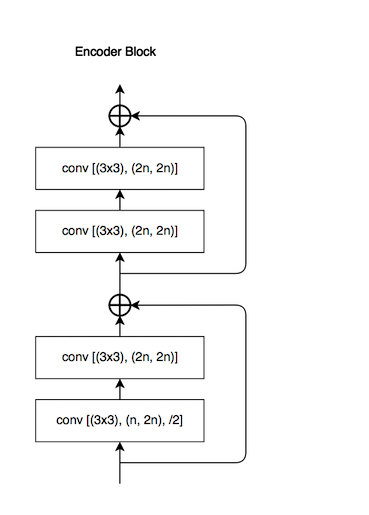 Encoder Block
conv [(3x3), (2n, 2n)]
conv [(3x3), (2n, 2n)]
conv [(3x3), (2n, 2n)]
conv [(3x3), (n, 2n), /2]